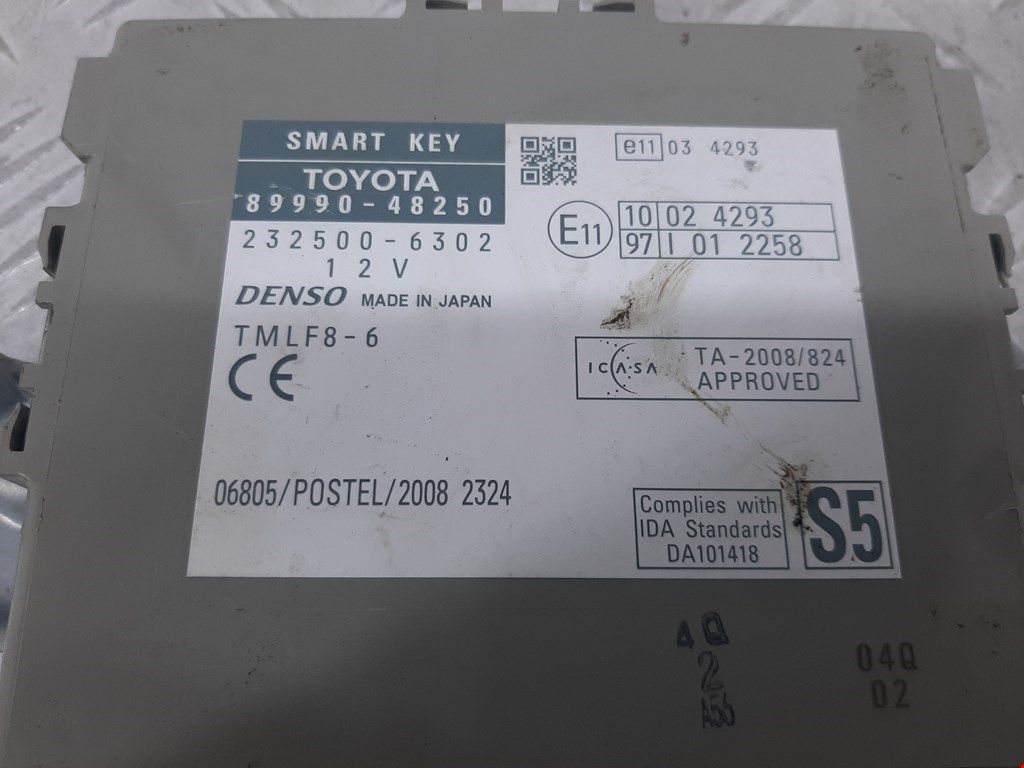 SMART KEY
TOYOTA
89990-48250
232500-6302
12V
DENSO MADE IN JAPAN
TMLF8-6
CE
06805/POSTEL/2008 2324
e11 03 4293
E11
10 02 4293
97 I 01 2258
ICASA
TA-2008/824
APPROVED
Complies with
IDA Standards
DA101418
S.5
4Q
2
04Q
02